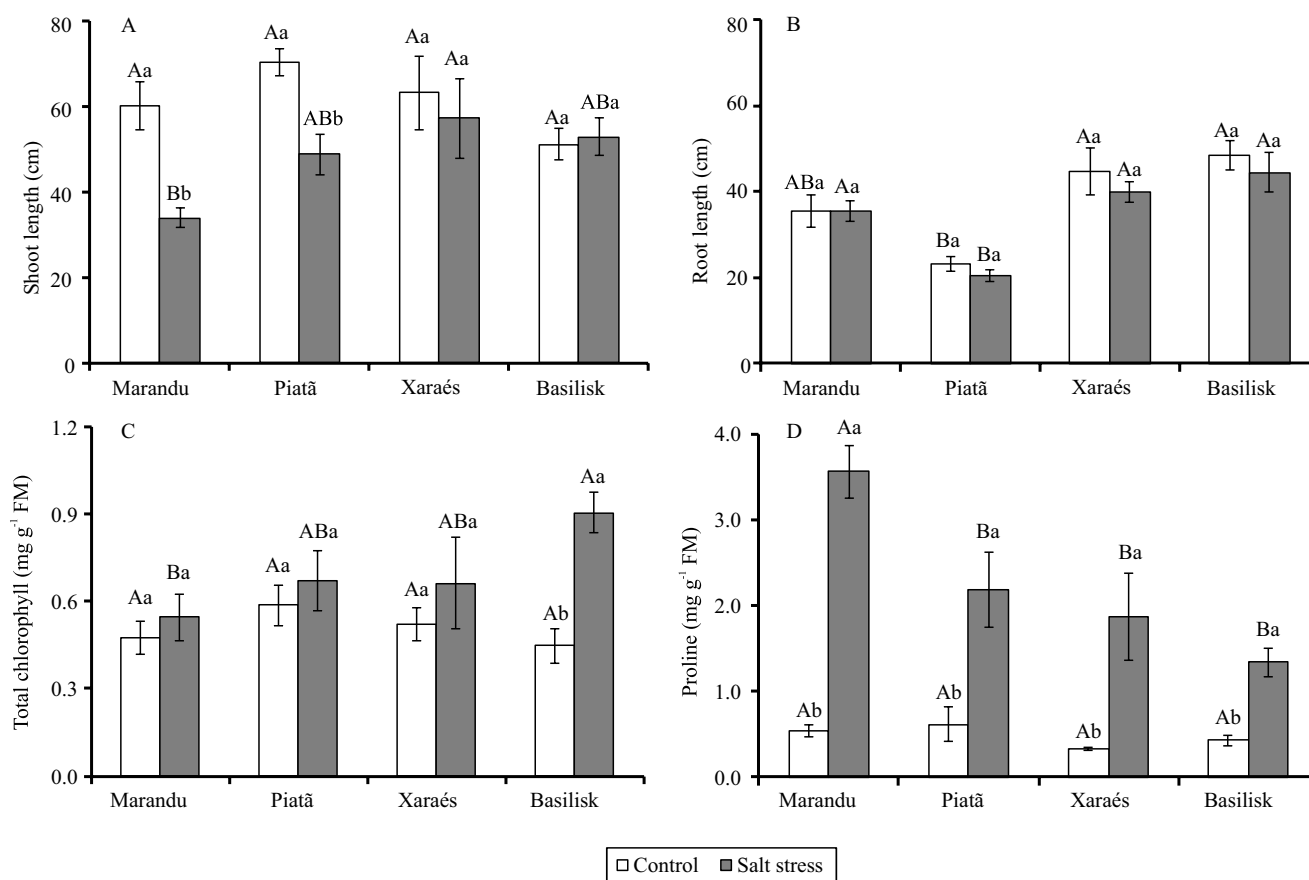 A
B
80
60
40
20
0
Shoot length (cm)
Aa
Bb
Aa
ABb
Aa
Aa
Aa
ABa
Marandu
Piatã
Xaraés
Basilisk
80
60
40
20
0
Root length (cm)
ABa
Aa
Ba
Ba
Aa
Aa
Aa
Aa
Marandu
Piatã
Xaraés
Basilisk
C
1.2
0.9
0.6
0.3
0.0
Total chlorophyll (mg g-1 FM)
Aa
Ba
Aa
ABa
Aa
ABa
Ab
Aa
Marandu
Piatã
Xaraés
Basilisk
D
4.0
3.0
2.0
1.0
0.0
Proline (mg g-1 FM)
Ab
Aa
Ab
Ba
Ab
Ba
Ab
Ba
Marandu
Piatã
Xaraés
Basilisk
Control
Salt stress